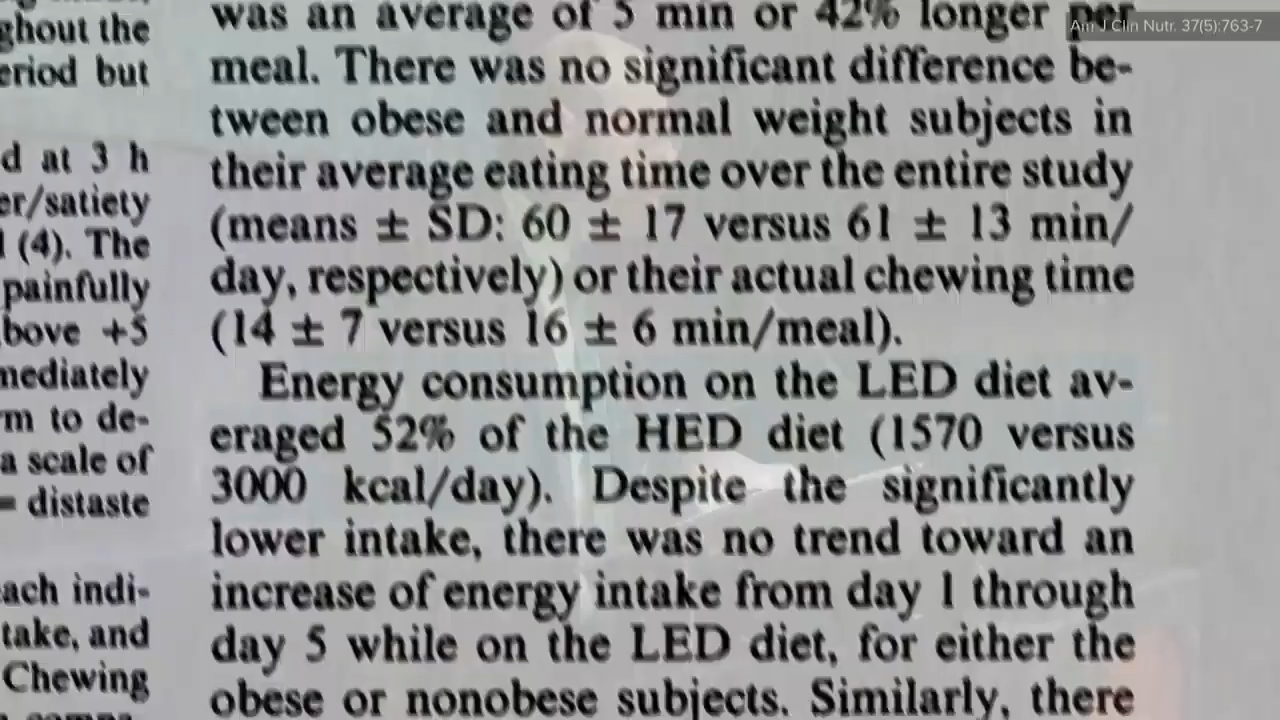 Am J Clin Nutr. 37(5):763-7
ghout the
eriod but
d at 3 h
er/satiety
(4). The
painfully
bove +5
mediately
rm to de-
a scale of
= distaste
ach indi-
take, and
Chewing
was an average of 5 min or 42% longer per
meal. There was no significant difference be-
tween obese and normal weight subjects in
their average eating time over the entire study
(means ± SD: 60 ± 17 versus 61 ± 13 min/
day, respectively) or their actual chewing time
(14 ± 7 versus 16 ± 6 min/meal).
Energy consumption on the LED diet av-
eraged 52% of the HED diet (1570 versus
3000 kcal/day). Despite the significantly
lower intake, there was no trend toward an
increase of energy intake from day 1 through
day 5 while on the LED diet, for either the
obese or nonobese subjects. Similarly, there